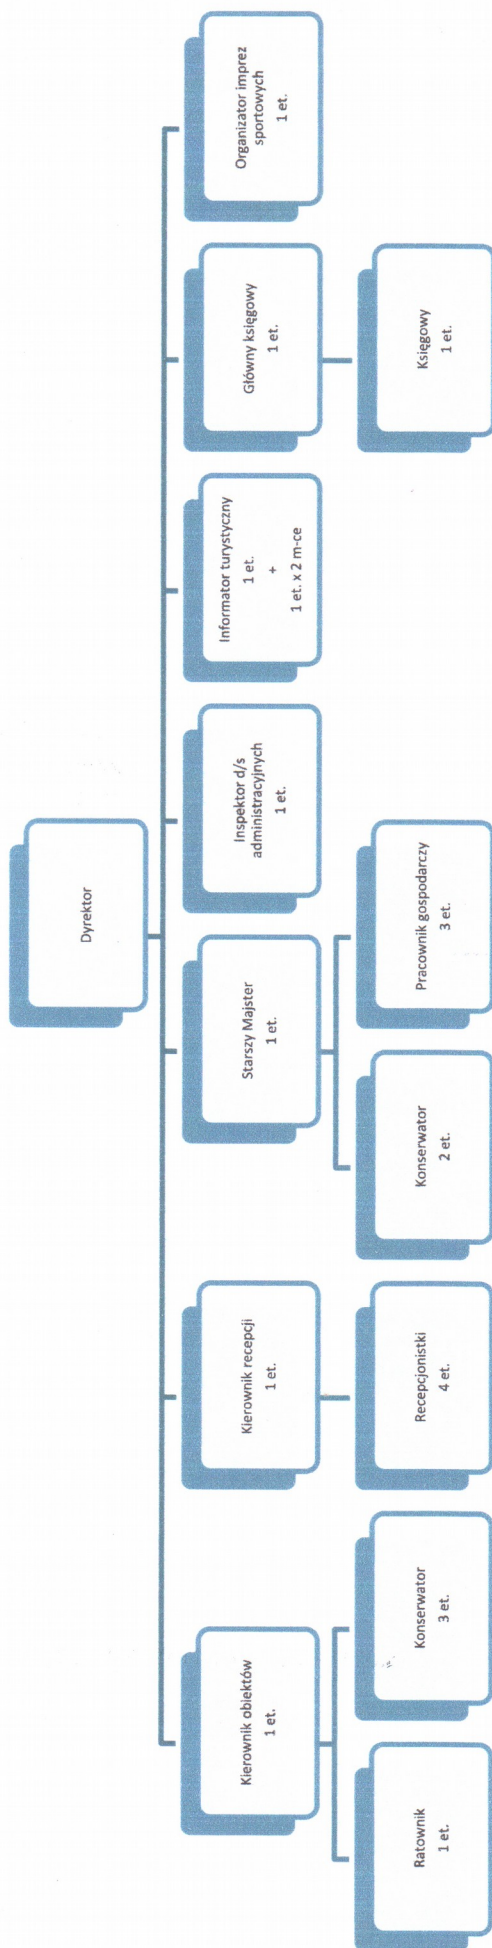 Dyrektor
Kierownik obiektów
1 et.
Kierownik recepcji
1 et.
Starszy Majster
1 et.
Inspektor d/s
administracyjnych
1 et.
Informator turystyczny
1 et.
+
1 et. x 2 m-ce
Główny księgowy
1 et.
Organizator imprez
sportowych
1 et.
Ratownik
1 et.
Konserwator
3 et.
Recepcjonistki
4 et.
Konserwator
2 et.
Pracownik gospodarczy
3 et.
Księgowy
1 et.